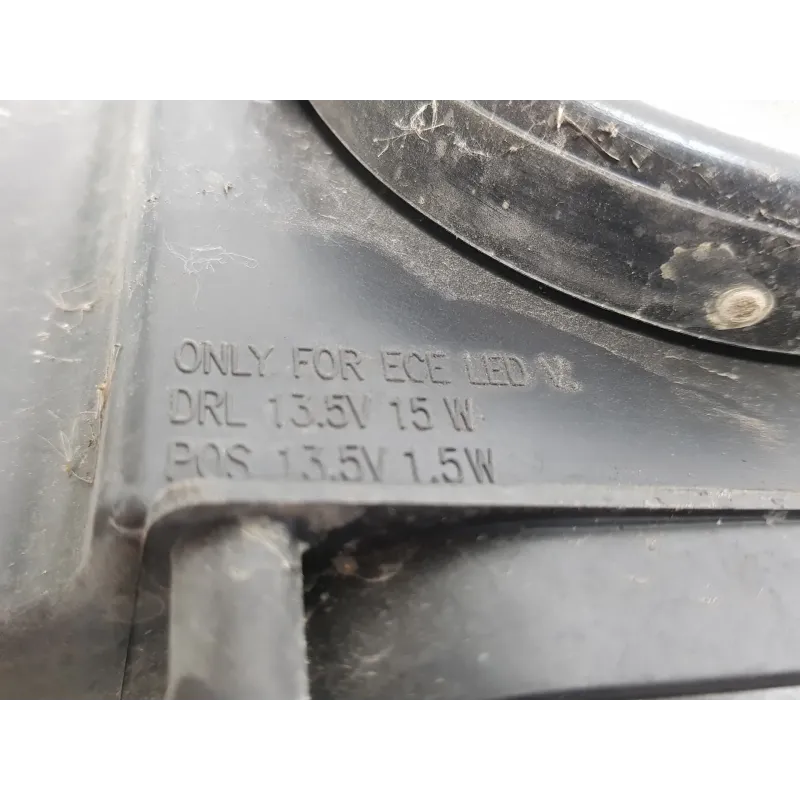 ONLY FOR ECE LED
DRL 13.5V 15 W
POS 13.5V 1.5W